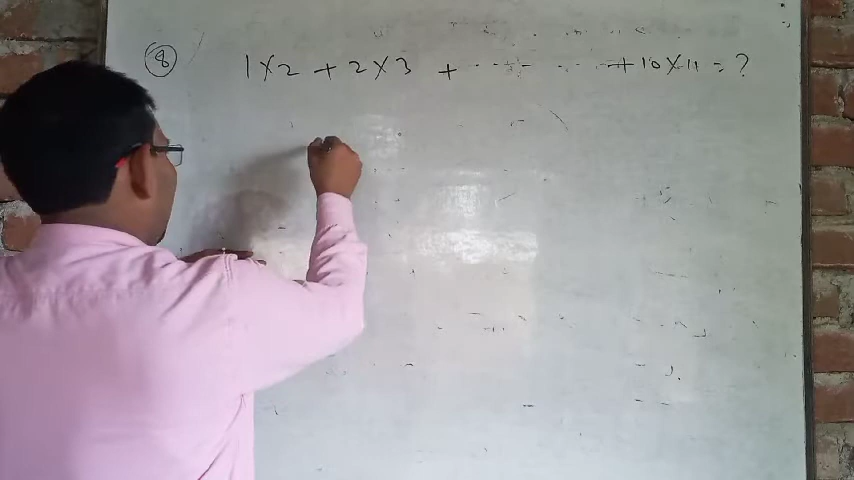 (8) 1 X 2 + 2 X 3 + ............ + 10 X 11 = ?